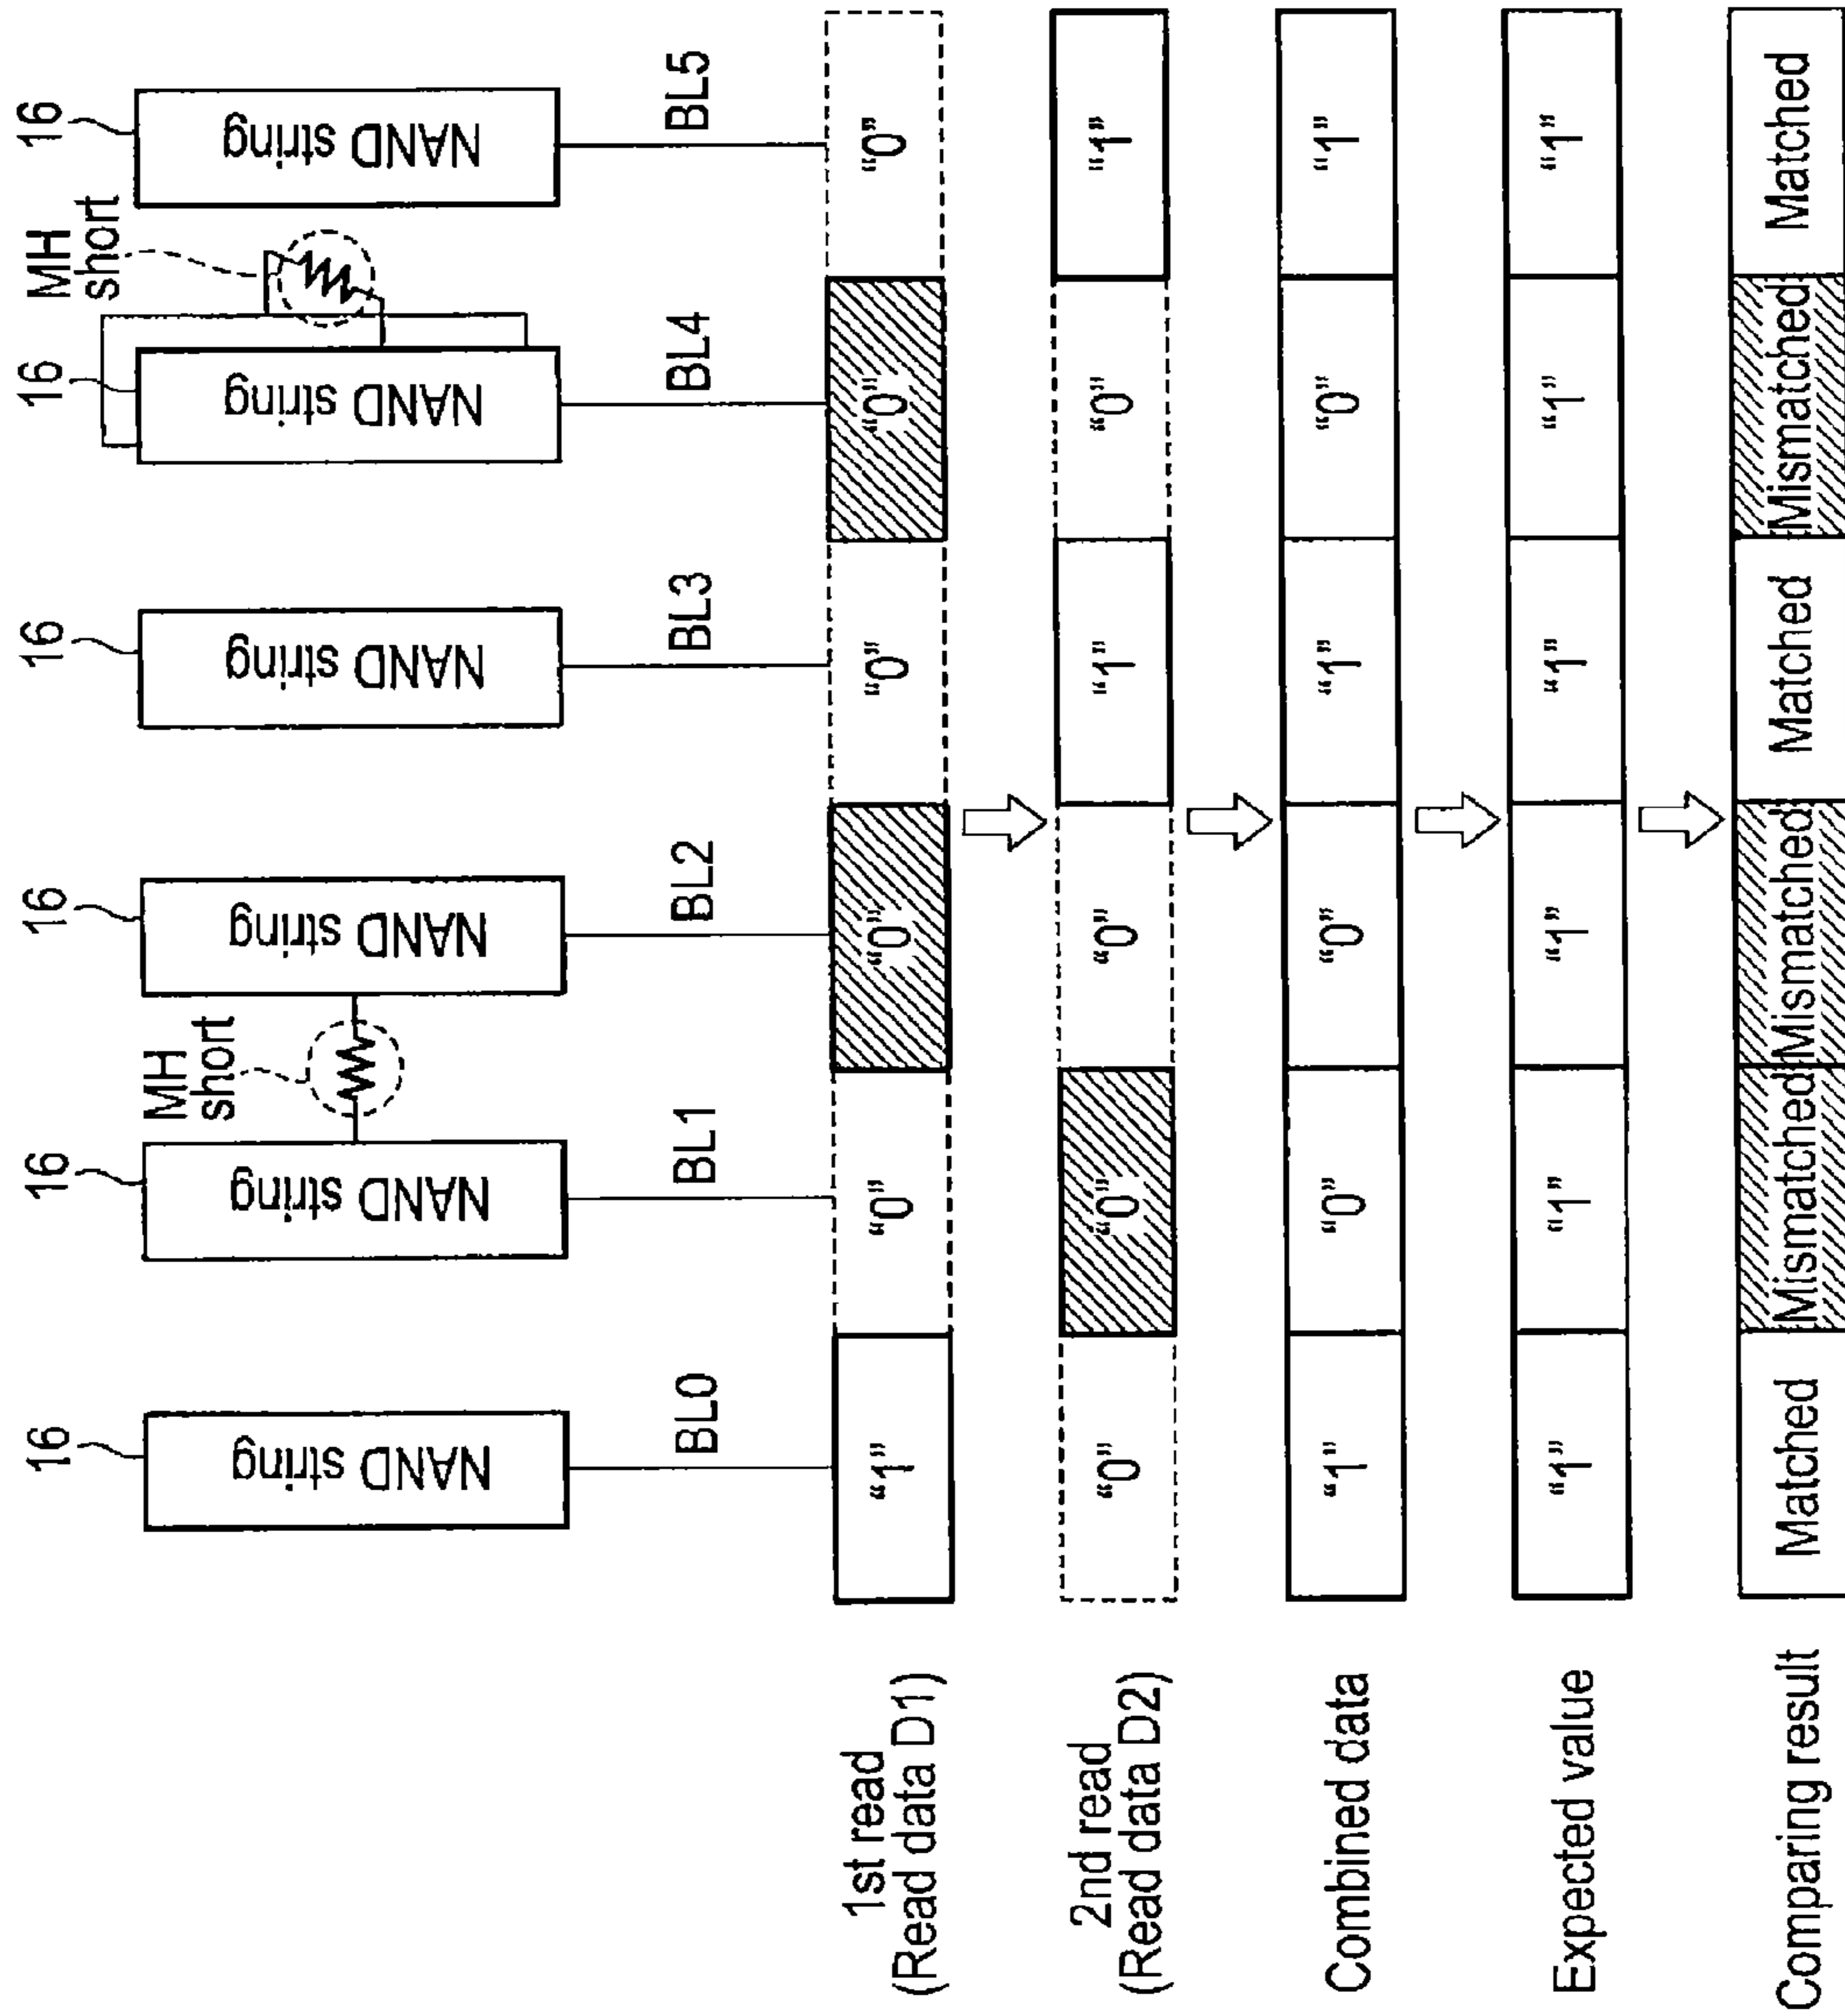 16 16 16 16 16 16
MH
short
MH
short
NAND string NAND string NAND string NAND string NAND string NAND string
BL0 BL1 BL2 BL3 BL4 BL5
1st read
(Read data D1)
“1” “0” “0” “0” “0” “0”
2nd read
(Read data D2)
“0” “0” “0” “1” “0” “1”
Combined data
“1” “0” “0” “1” “0” “1”
Expected value
“1” “1” “1” “1” “1” “1”
Comparing result
Matched Mismatched Mismatched Matched Mismatched Matched